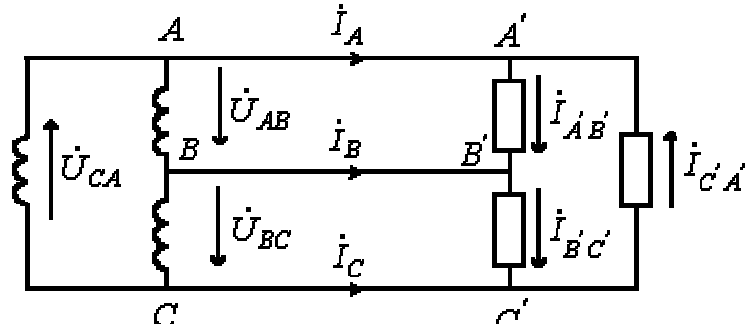 A İ_A A′
U̇_AB İ_A′B′
B İ_B B′
U̇_CA İ_C′A′
U̇_BC İ_B′C′
İ_C
C C′